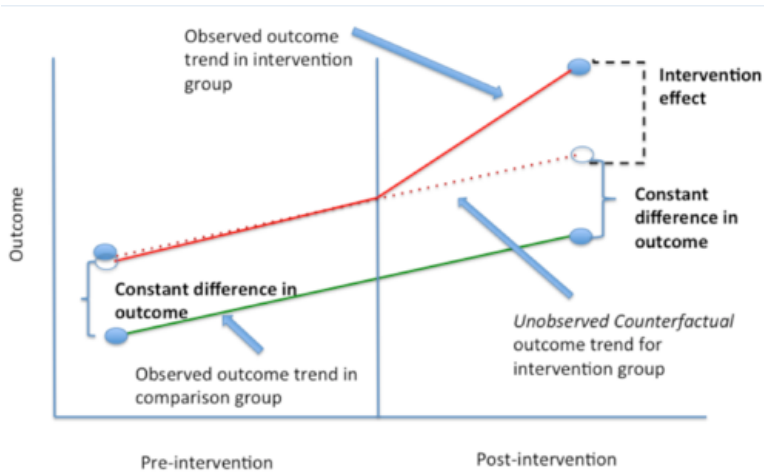 Observed outcome
trend in intervention
group
Intervention
effect
Constant
difference in
outcome
Outcome
Constant difference in
outcome
Unobserved Counterfactual
outcome trend for
intervention group
Observed outcome trend in
comparison group
Pre-intervention
Post-intervention